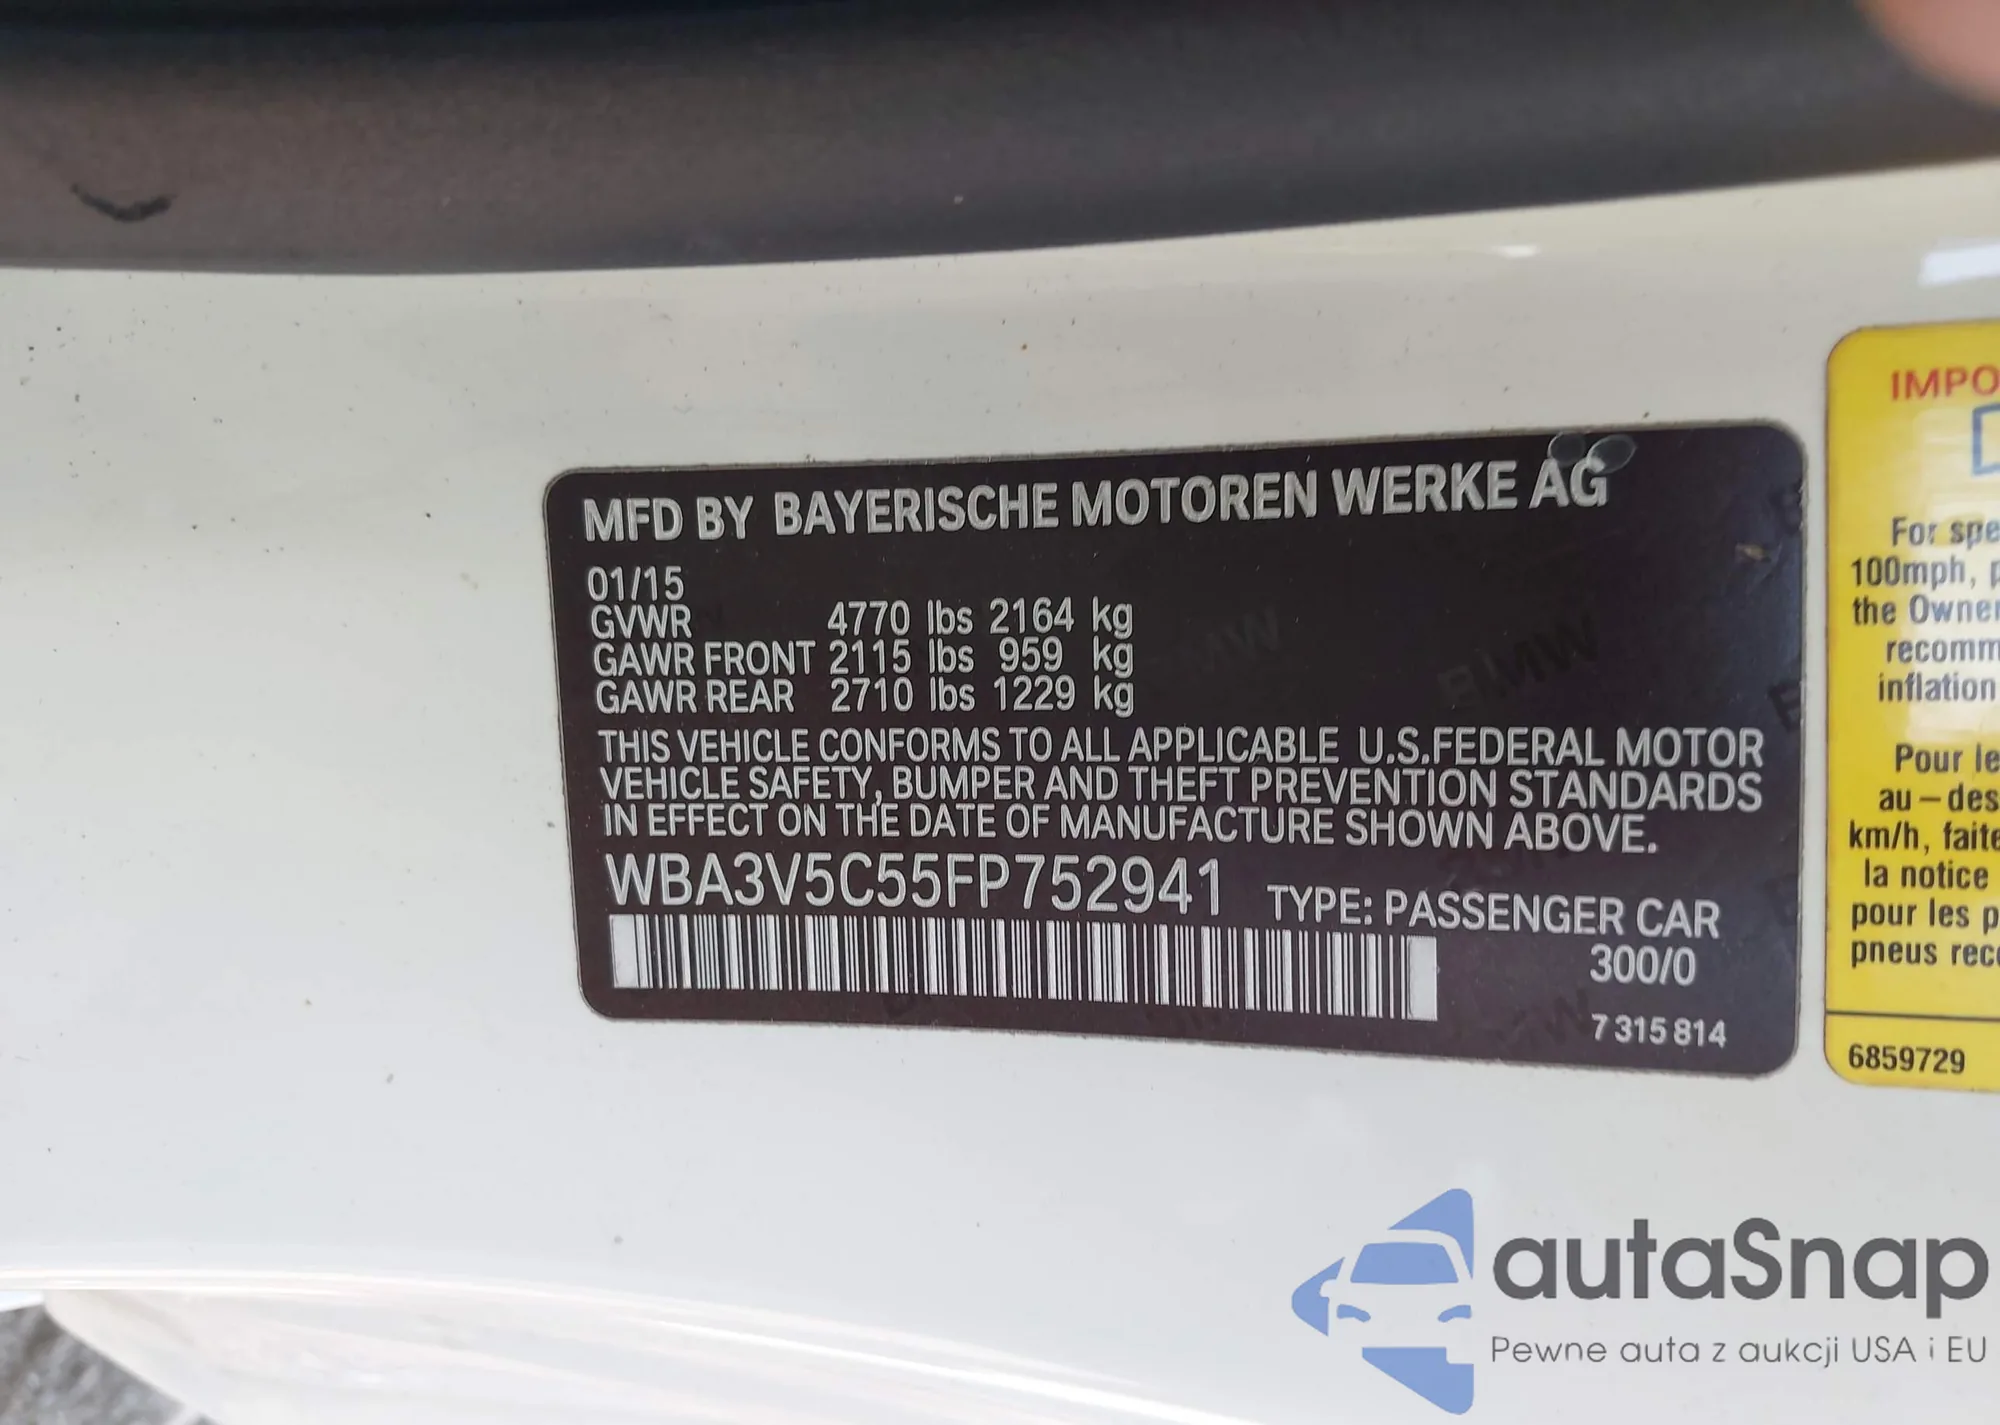 MFD BY BAYERISCHE MOTOREN WERKE AG
01/15
GVWR 4770 lbs 2164 kg
GAWR FRONT 2115 lbs 959 kg
GAWR REAR 2710 lbs 1229 kg
THIS VEHICLE CONFORMS TO ALL APPLICABLE U.S.FEDERAL MOTOR
VEHICLE SAFETY, BUMPER AND THEFT PREVENTION STANDARDS
IN EFFECT ON THE DATE OF MANUFACTURE SHOWN ABOVE.
WBA3V5C55FP752941 TYPE: PASSENGER CAR
300/0
7 315 814
IMPO
For spe
100mph, p
the Owner
recomm
inflation
Pour le
au-des
km/h, faite
la notice
pour les p
pneus rec
6859729
autaSnap
Pewne auta z aukcji USA i EU